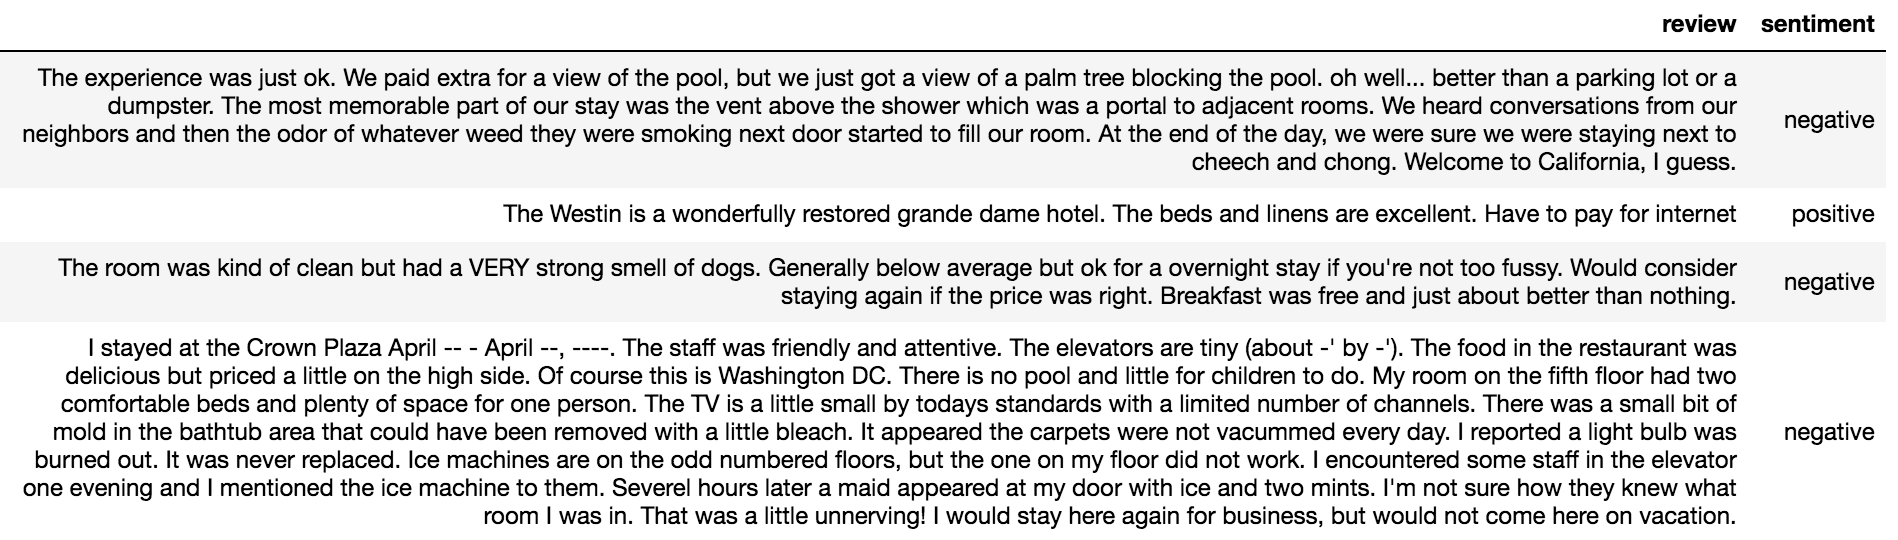 review sentiment
The experience was just ok. We paid extra for a view of the pool, but we just got a view of a palm tree blocking the pool. oh well... better than a parking lot or a
dumpster. The most memorable part of our stay was the vent above the shower which was a portal to adjacent rooms. We heard conversations from our
neighbors and then the odor of whatever weed they were smoking next door started to fill our room. At the end of the day, we were sure we were staying next to
cheech and chong. Welcome to California, I guess.
negative
The Westin is a wonderfully restored grande dame hotel. The beds and linens are excellent. Have to pay for internet
positive
The room was kind of clean but had a VERY strong smell of dogs. Generally below average but ok for a overnight stay if you're not too fussy. Would consider
staying again if the price was right. Breakfast was free and just about better than nothing.
negative
I stayed at the Crown Plaza April -- - April --, ----. The staff was friendly and attentive. The elevators are tiny (about -' by -'). The food in the restaurant was
delicious but priced a little on the high side. Of course this is Washington DC. There is no pool and little for children to do. My room on the fifth floor had two
comfortable beds and plenty of space for one person. The TV is a little small by todays standards with a limited number of channels. There was a small bit of
mold in the bathtub area that could have been removed with a little bleach. It appeared the carpets were not vacummed every day. I reported a light bulb was
burned out. It was never replaced. Ice machines are on the odd numbered floors, but the one on my floor did not work. I encountered some staff in the elevator
one evening and I mentioned the ice machine to them. Severel hours later a maid appeared at my door with ice and two mints. I'm not sure how they knew what
room I was in. That was a little unnerving! I would stay here again for business, but would not come here on vacation.
negative